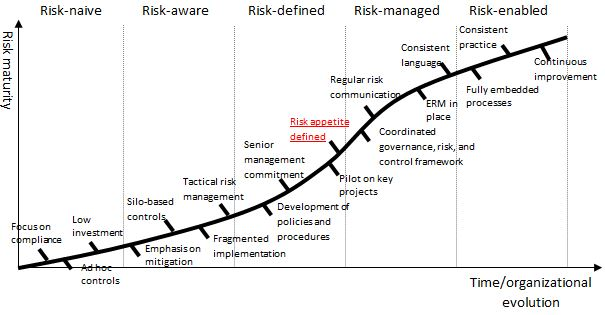 Risk-naive
Risk-aware
Risk-defined
Risk-managed
Risk-enabled
Risk maturity
Consistent
practice
Consistent
language
Continuous
improvement
Regular risk
communication
Fully embedded
processes
ERM in
place
Risk appetite
defined
Coordinated
governance, risk, and
control framework
Senior
management
commitment
Pilot on key
projects
Tactical risk
management
Development of
policies and
procedures
Silo-based
controls
Fragmented
implementation
Low
investment
Emphasis on
mitigation
Focus on
compliance
Ad hoc
controls
Time/organizational
evolution